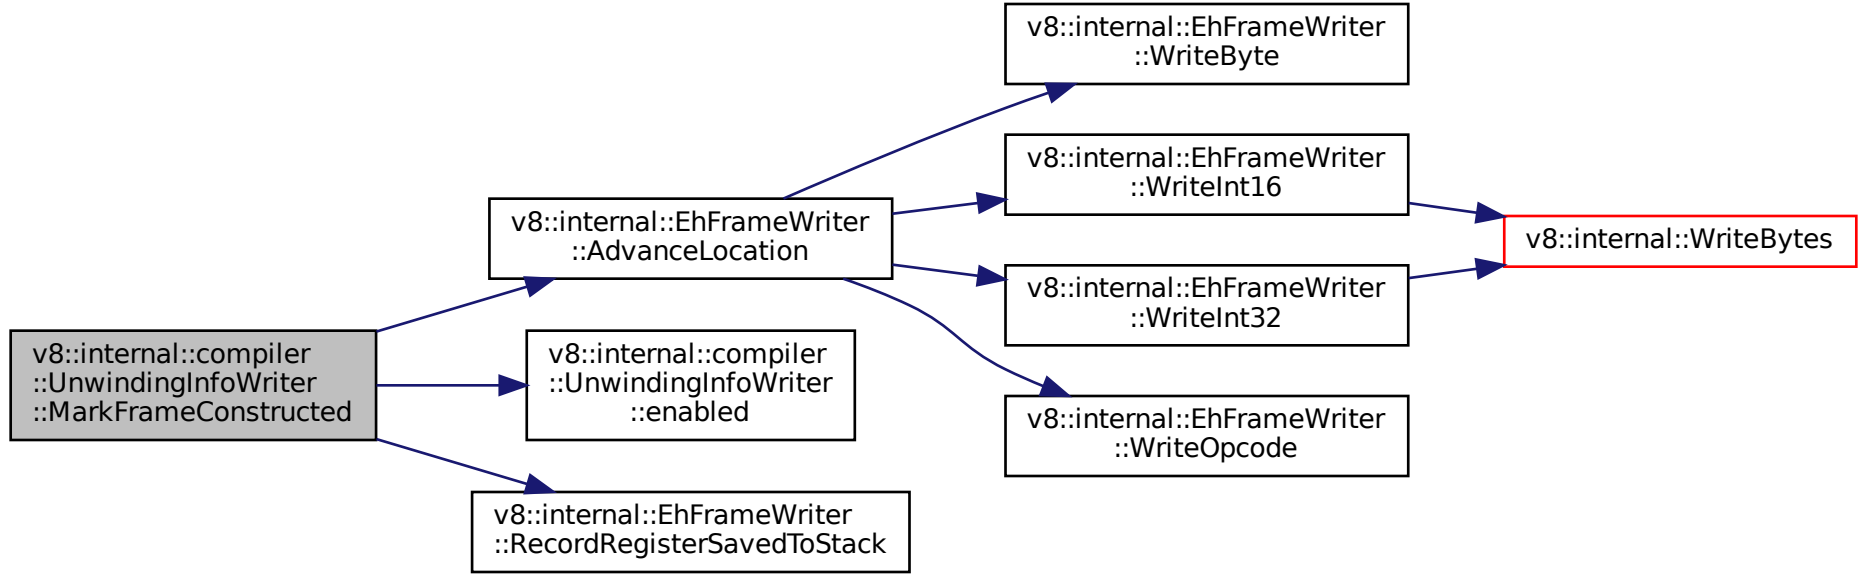 v8::internal::compiler
::UnwindingInfoWriter
::MarkFrameConstructed
v8::internal::EhFrameWriter
::AdvanceLocation
v8::internal::EhFrameWriter
::WriteByte
v8::internal::EhFrameWriter
::WriteInt16
v8::internal::WriteBytes
v8::internal::EhFrameWriter
::WriteInt32
v8::internal::EhFrameWriter
::WriteOpcode
v8::internal::compiler
::UnwindingInfoWriter
::enabled
v8::internal::EhFrameWriter
::RecordRegisterSavedToStack